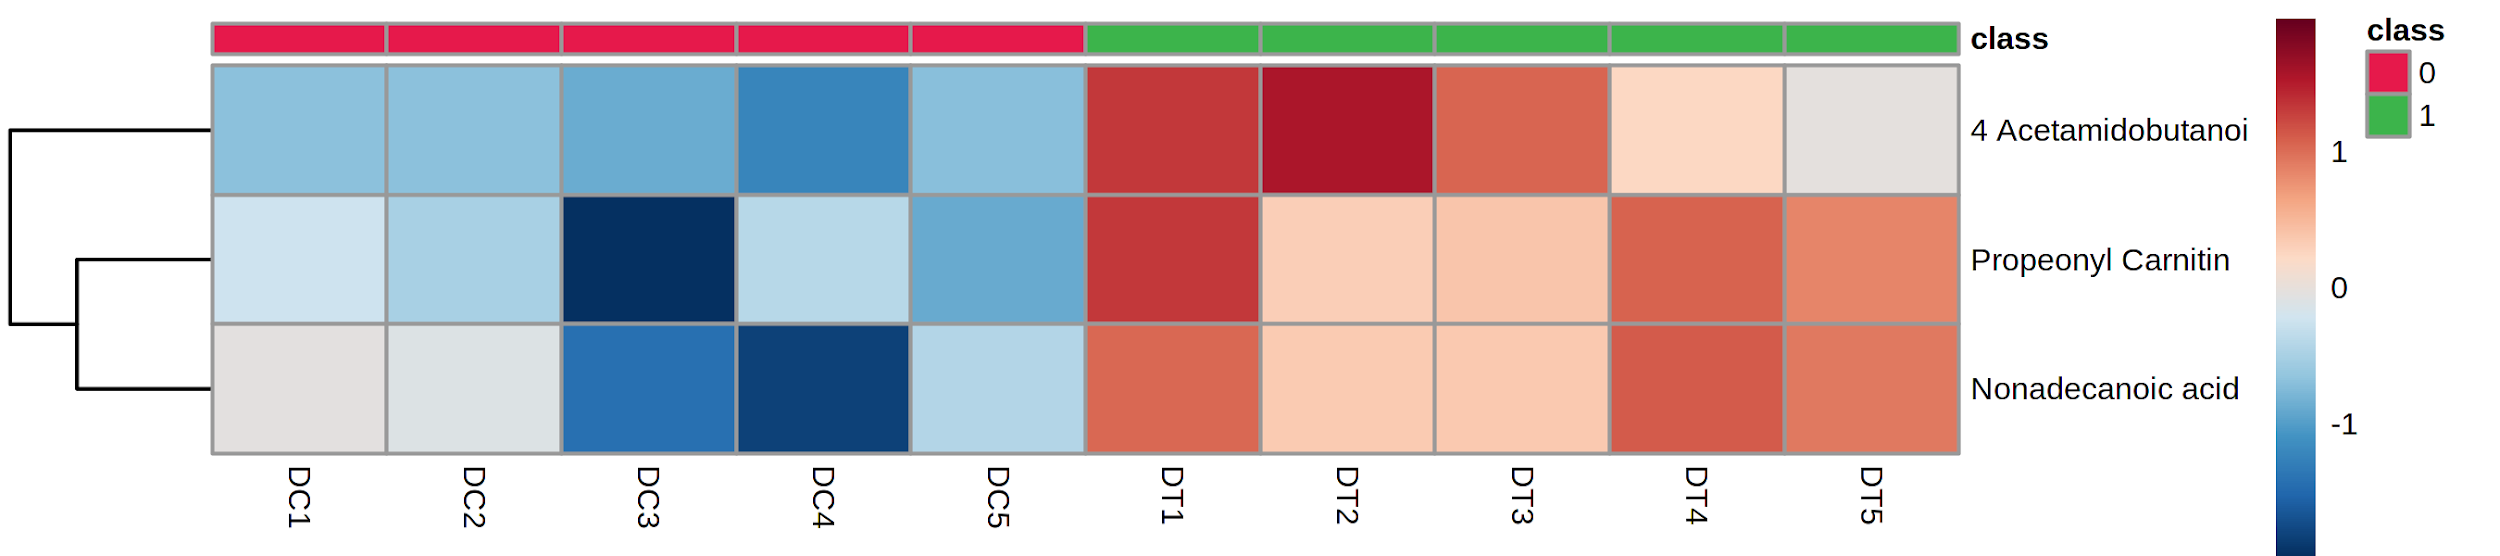 class
4 Acetamidobutanoi
Propeonyl Carnitin
Nonadecanoic acid
DC1
DC2
DC3
DC4
DC5
DT1
DT2
DT3
DT4
DT5
1
0
-1
class
0
1